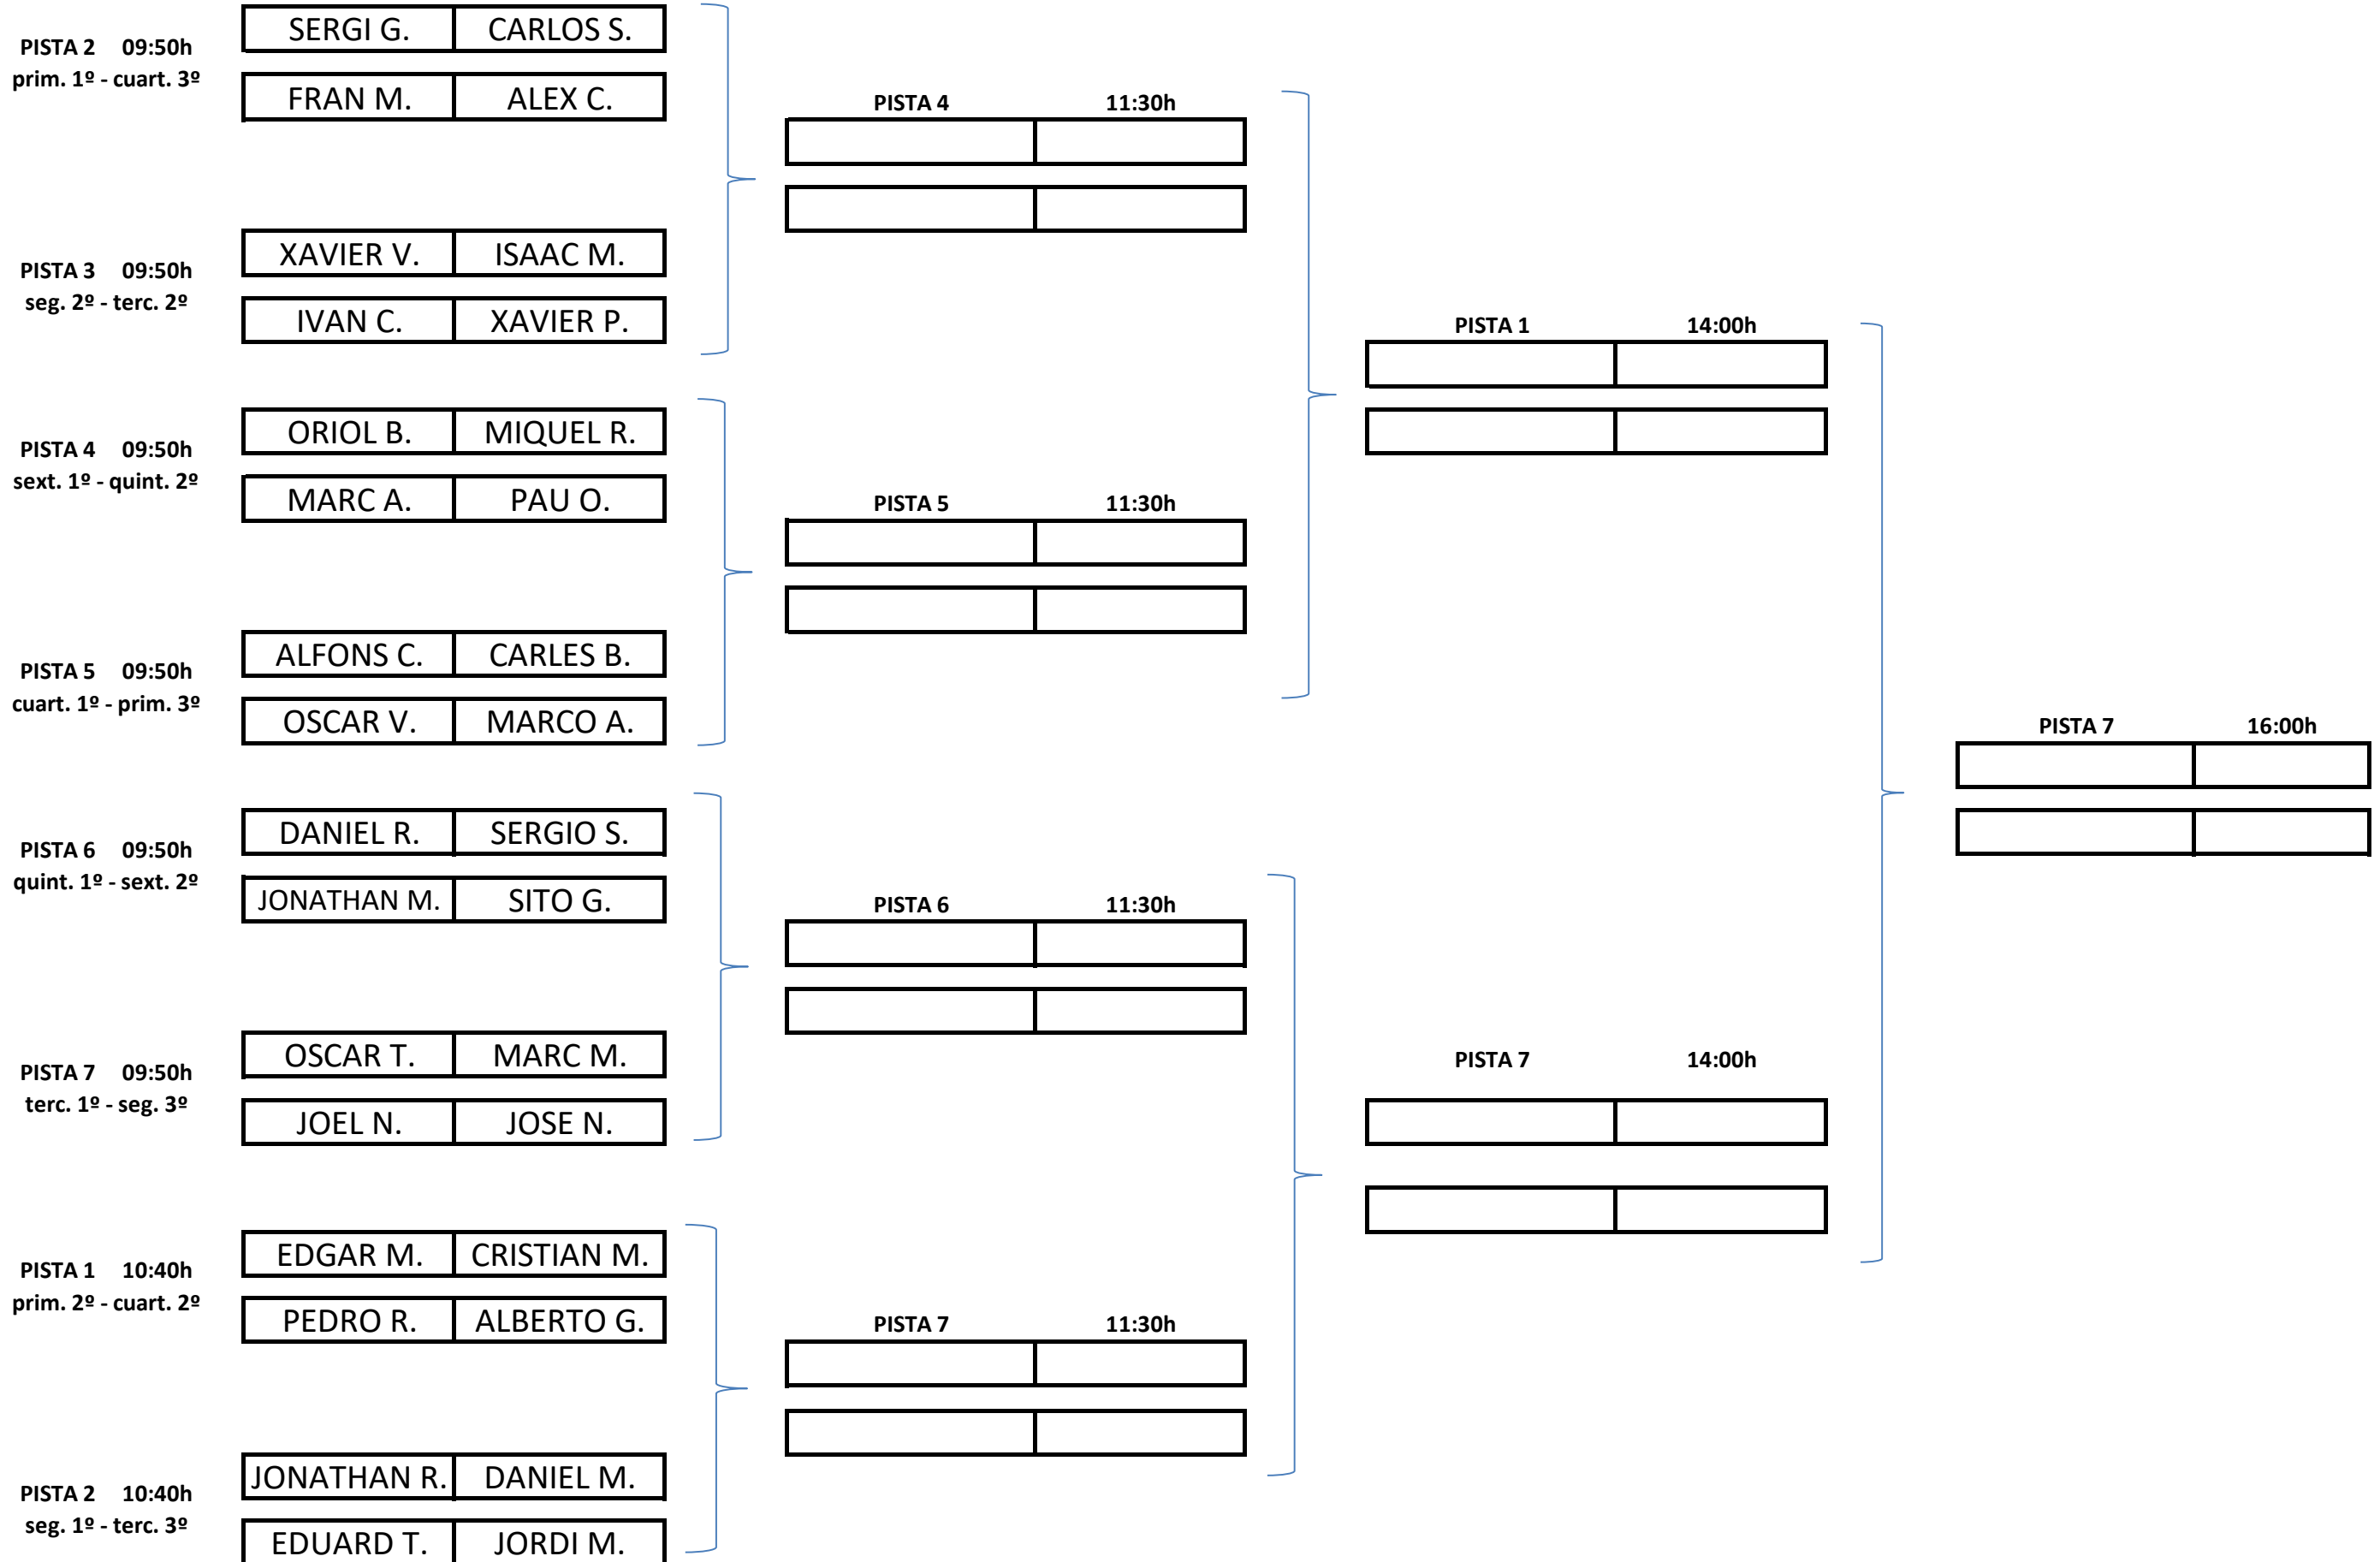 SERGI G. CARLOS S.
PISTA 2 09:50h
prim. 1º - cuart. 3º
FRAN M. ALEX C.
XAVIER V. ISAAC M.
PISTA 3 09:50h
seg. 2º - terc. 2º
IVAN C. XAVIER P.
ORIOL B. MIQUEL R.
PISTA 4 09:50h
sext. 1º - quint. 2º
MARC A. PAU O.
ALFONS C. CARLES B.
PISTA 5 09:50h
cuart. 1º - prim. 3º
OSCAR V. MARCO A.
DANIEL R. SERGIO S.
PISTA 6 09:50h
quint. 1º - sext. 2º
JONATHAN M. SITO G.
OSCAR T. MARC M.
PISTA 7 09:50h
terc. 1º - seg. 3º
JOEL N. JOSE N.
EDGAR M. CRISTIAN M.
PISTA 1 10:40h
prim. 2º - cuart. 2º
PEDRO R. ALBERTO G.
JONATHAN R. DANIEL M.
PISTA 2 10:40h
seg. 1º - terc. 3º
EDUARD T. JORDI M.
PISTA 4 11:30h
PISTA 5 11:30h
PISTA 6 11:30h
PISTA 7 11:30h
PISTA 1 14:00h
PISTA 7 14:00h
PISTA 7 16:00h